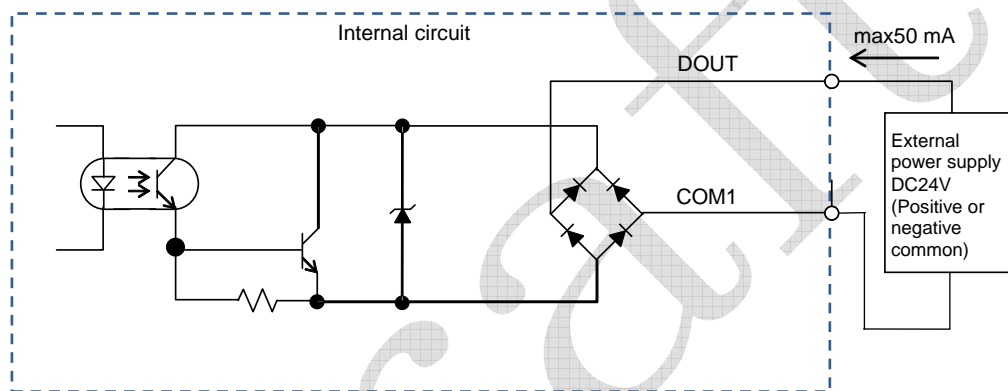 Internal circuit
max50 mA
DOUT
External
power supply
DC24V
(Positive or
negative
common)
COM1